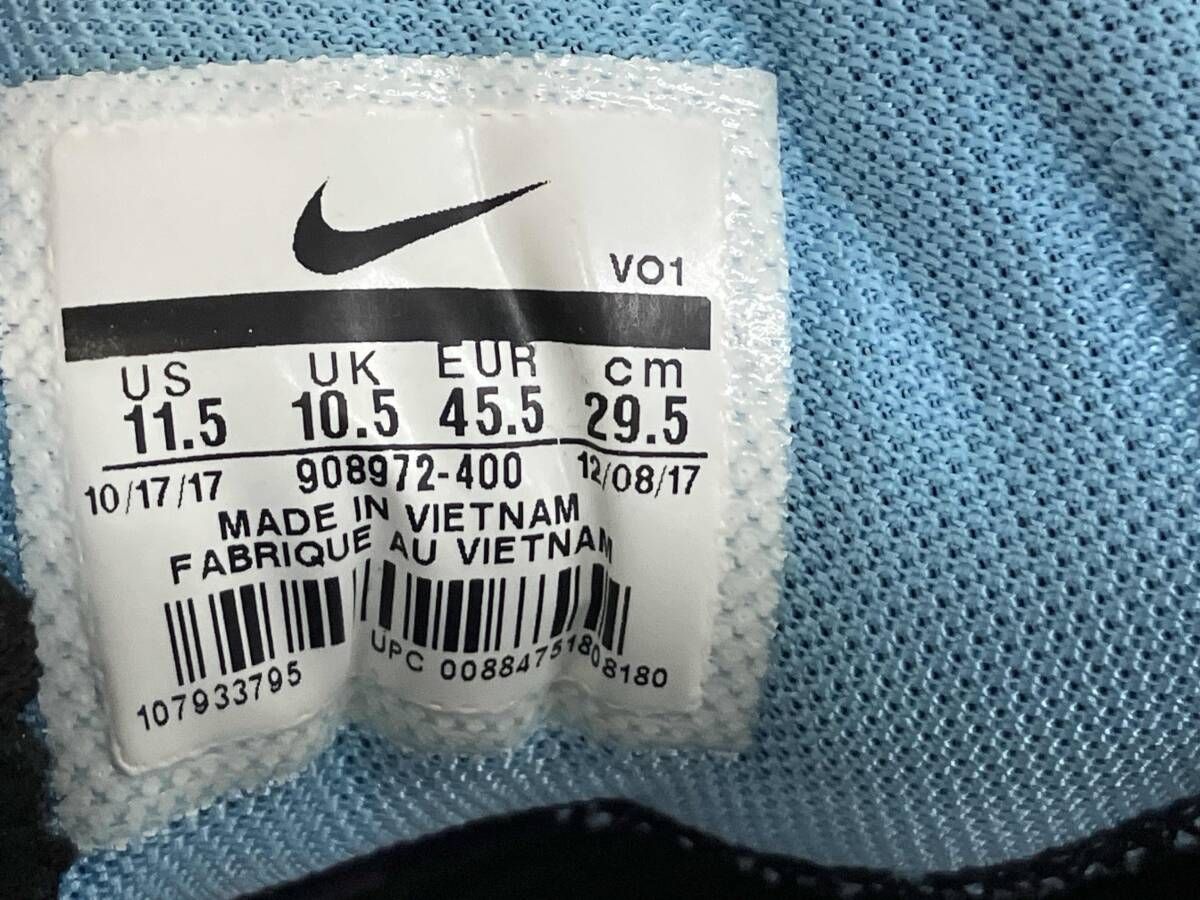 VO1
US UK EUR cm
11.5 10.5 45.5 29.5
10/17/17 908972-400 12/08/17
MADE IN VIETNAM
FABRIQUE AU VIETNAM
107933795 UPC 00884751808180